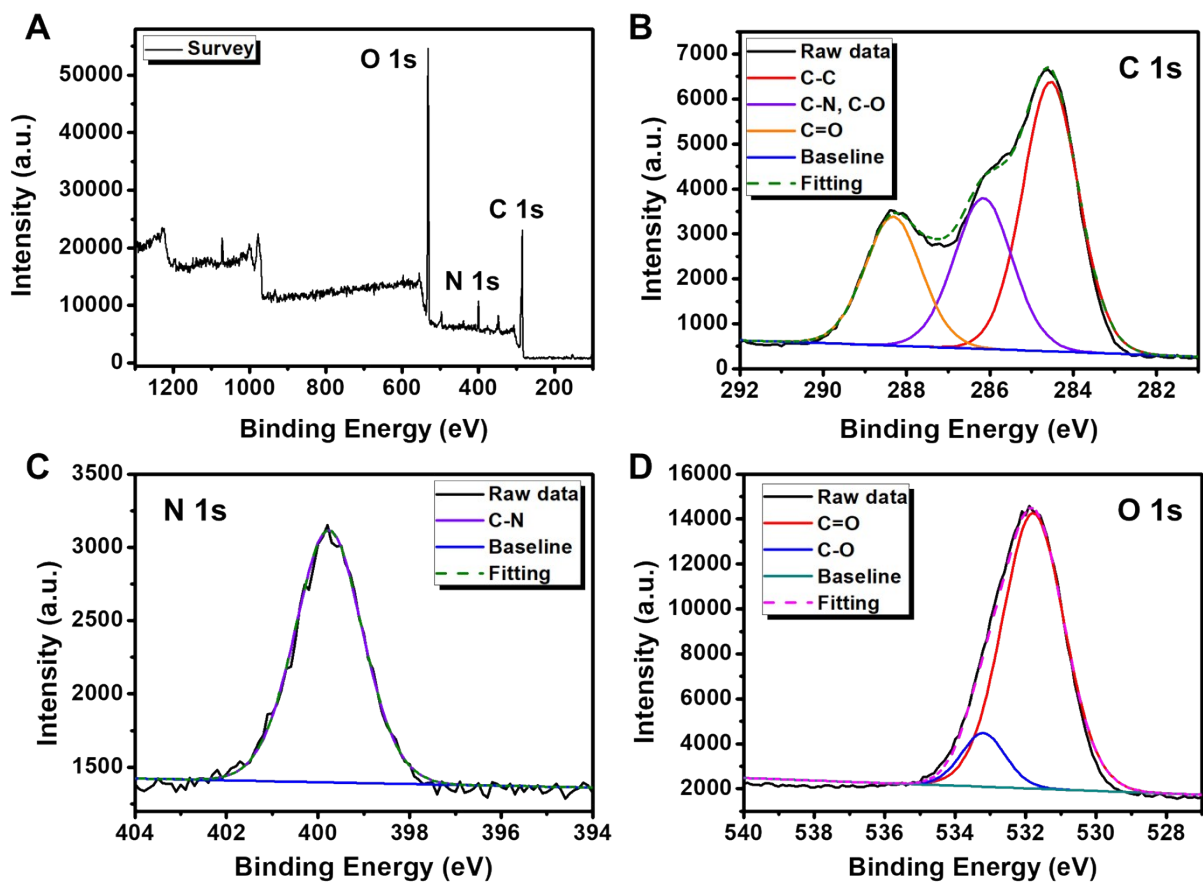 A
Survey
O 1s
C 1s
N 1s
Intensity (a.u.)
50000
40000
30000
20000
10000
0
1200 1000 800 600 400 200
Binding Energy (eV)
B
Raw data
C-C
C-N, C-O
C=O
Baseline
Fitting
C 1s
Intensity (a.u.)
7000
6000
5000
4000
3000
2000
1000
0
292 290 288 286 284 282
Binding Energy (eV)
C
N 1s
Raw data
C-N
Baseline
Fitting
Intensity (a.u.)
3500
3000
2500
2000
1500
404 402 400 398 396 394
Binding Energy (eV)
D
Raw data
C=O
C-O
Baseline
Fitting
O 1s
Intensity (a.u.)
16000
14000
12000
10000
8000
6000
4000
2000
540 538 536 534 532 530 528
Binding Energy (eV)